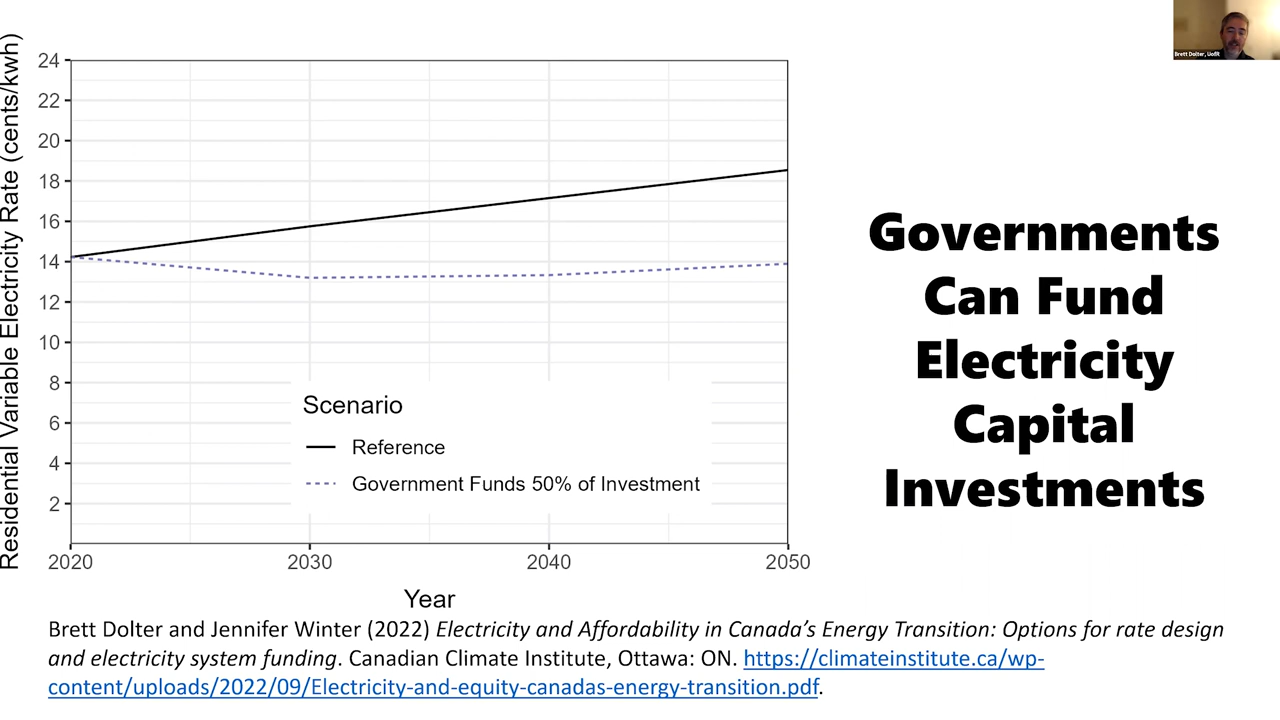 Brett Dolter, UofR
Residential Variable Electricity Rate (cents/kwh)
24
22
20
18
16
14
12
10
8
6
4
2
Scenario
Reference
Government Funds 50% of Investment
2020
2030
2040
2050
Year
Governments
Can Fund
Electricity
Capital
Investments
Brett Dolter and Jennifer Winter (2022) Electricity and Affordability in Canada’s Energy Transition: Options for rate design
and electricity system funding. Canadian Climate Institute, Ottawa: ON. https://climateinstitute.ca/wp-
content/uploads/2022/09/Electricity-and-equity-canadas-energy-transition.pdf.